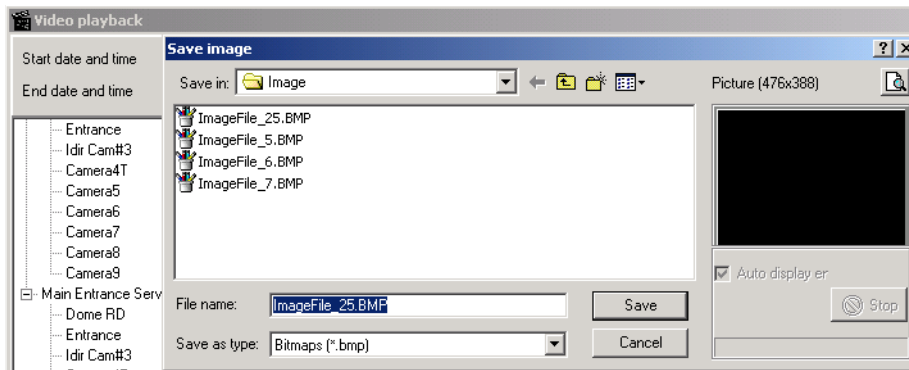 Video playback
Start date and time
End date and time
Entrance
Idir Cam#3
Camera4T
Camera5
Camera6
Camera7
Camera8
Camera9
Main Entrance Serv
Dome RD
Entrance
Idir Cam#3
Save image
Save in: Image
ImageFile_25.BMP
ImageFile_5.BMP
ImageFile_6.BMP
ImageFile_7.BMP
File name: ImageFile_25.BMP Save
Save as type: Bitmaps (*.bmp) Cancel
Picture (476x388)
Auto display er
Stop